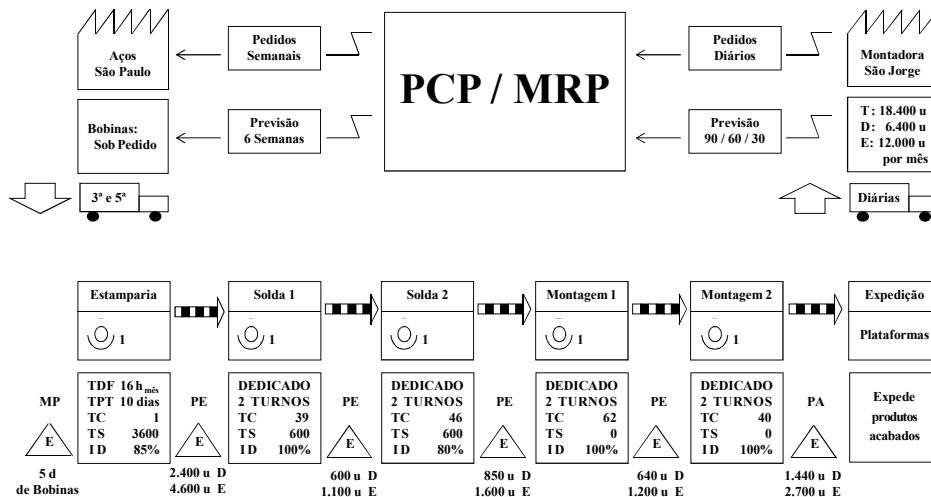 Aços
São Paulo
Pedidos
Semanais
PCP / MRP
Pedidos
Diários
Montadora
São Jorge
Bobinas:
Sob Pedido
Previsão
6 Semanas
Previsão
90 / 60 / 30
T: 18.400 u
D: 6.400 u
E: 12.000 u
por mês
3ª e 5ª
Diárias
Estamparia
1
Solda 1
1
Solda 2
1
Montagem 1
1
Montagem 2
1
Expedição
Plataformas
MP
E
5 d
de Bobinas
TDF 16 h mês
TPT 10 dias
TC 1
TS 3600
ID 85%
PE
E
2.400 u D
4.600 u E
DEDICADO
2 TURNOS
TC 39
TS 600
ID 100%
PE
E
600 u D
1.100 u E
DEDICADO
2 TURNOS
TC 46
TS 600
ID 80%
PE
E
850 u D
1.600 u E
DEDICADO
2 TURNOS
TC 62
TS 0
ID 100%
PE
E
640 u D
1.200 u E
DEDICADO
2 TURNOS
TC 40
TS 0
ID 100%
PA
E
1.440 u D
2.700 u E
Expede
produtos
acabados